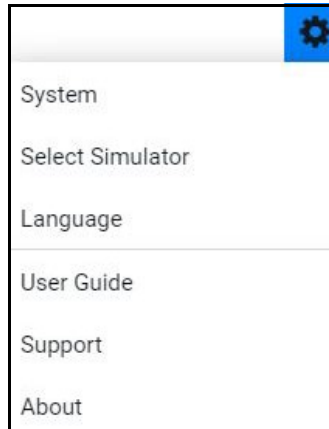 System
Select Simulator
Language
User Guide
Support
About